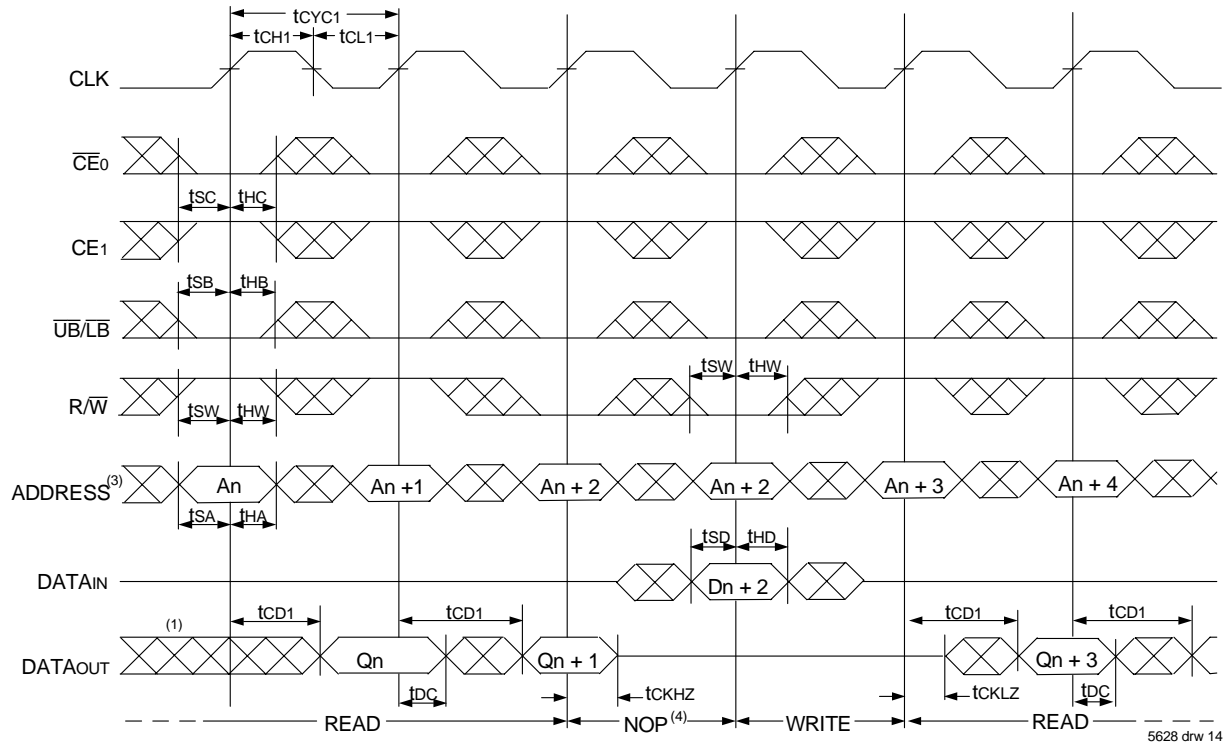 tCYC1
tCH1 tCL1
CLK
CE0
tSC tHC
CE1
tSB tHB
UB/LB
tSW tHW
R/W
tSW tHW
ADDRESS(3) An An +1 An + 2 An + 2 An + 3 An + 4
tSA tHA
tSD tHD
DATAIN Dn + 2
tCD1 tCD1 tCD1 tCD1
(1)
DATAOUT Qn Qn + 1 Qn + 3
tDC tCKHZ tCKLZ tDC
READ NOP(4) WRITE READ
5628 drw 14